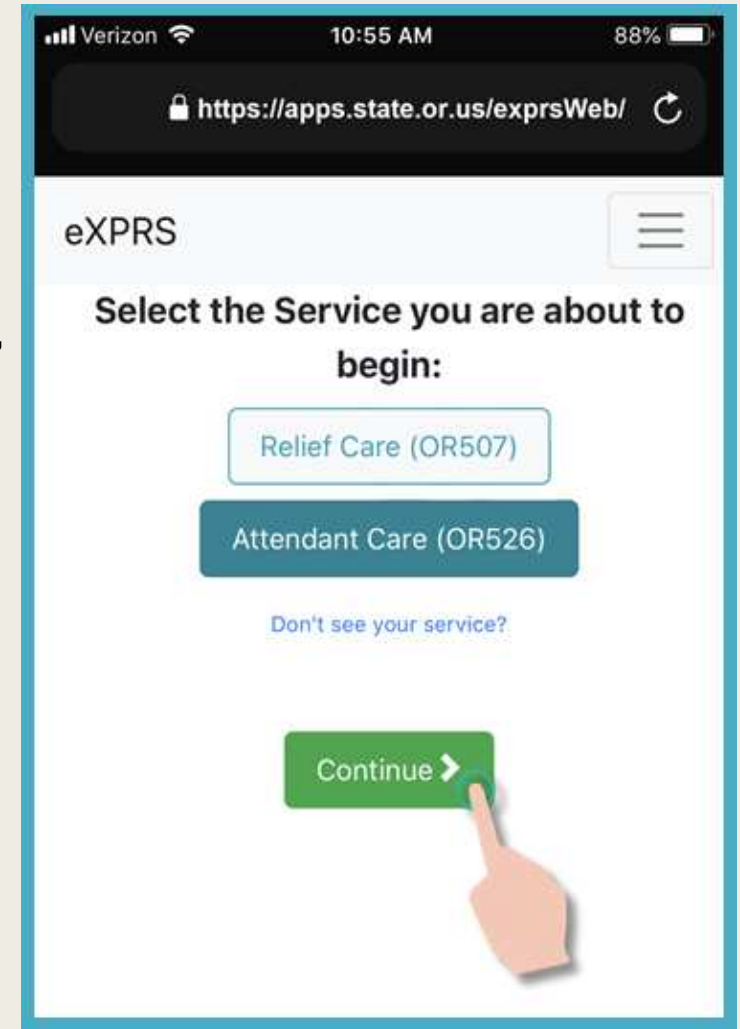 Verizon 10:55 AM 88%
https://apps.state.or.us/exprsWeb/
eXPRS
Select the Service you are about to
begin:
Relief Care (OR507)
Attendant Care (OR526)
Don't see your service?
Continue